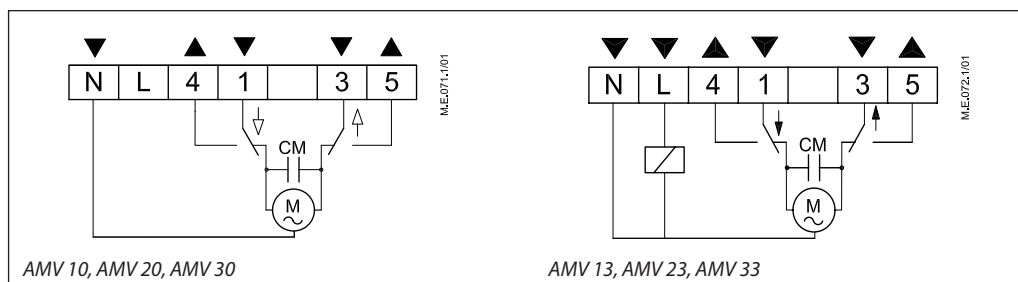 N L 4 1 3 5
CM
M
M.E.071.1/01
AMV 10, AMV 20, AMV 30
N L 4 1 3 5
CM
M
M.E.072.1/01
AMV 13, AMV 23, AMV 33